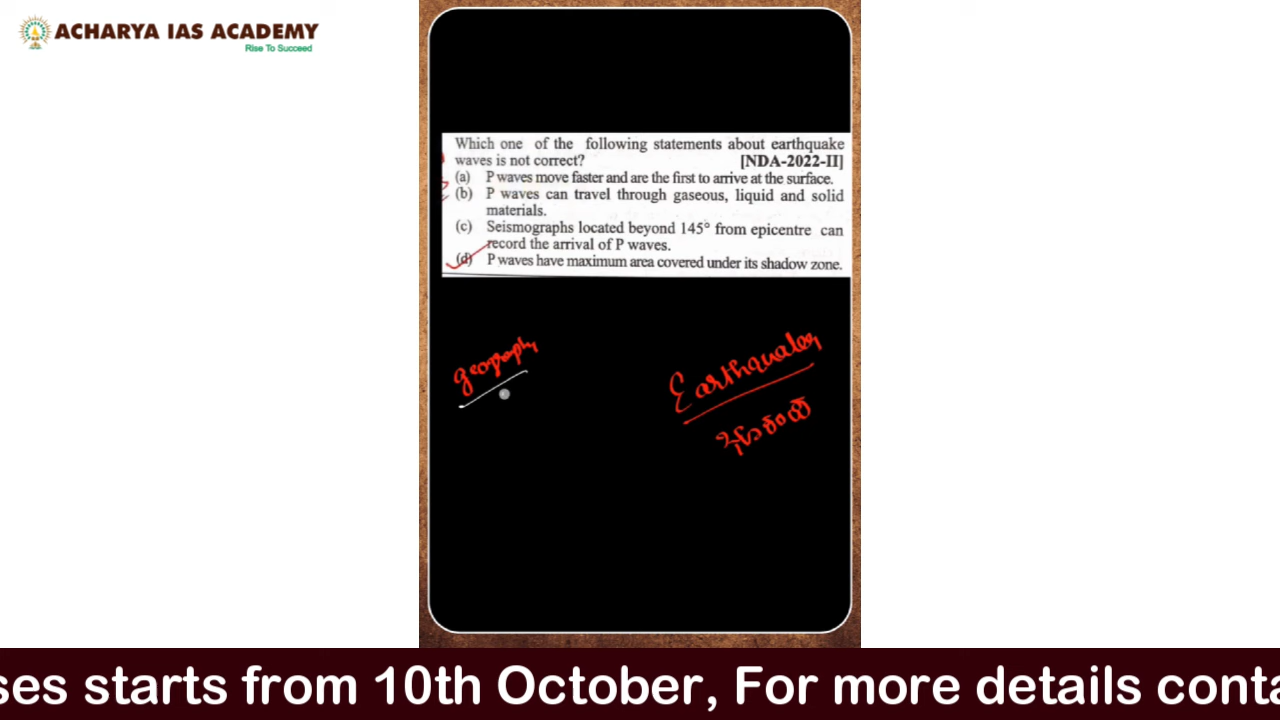 ACHARYA IAS ACADEMY
Rise To Succeed
Which one of the following statements about earthquake
waves is not correct? [NDA-2022-II]
(a) P waves move faster and are the first to arrive at the surface.
(b) P waves can travel through gaseous, liquid and solid
materials.
(c) Seismographs located beyond 145° from epicentre can
record the arrival of P waves.
(d) P waves have maximum area covered under its shadow zone.
geography
Earthquakes
ses starts from 10th October, For more details conta